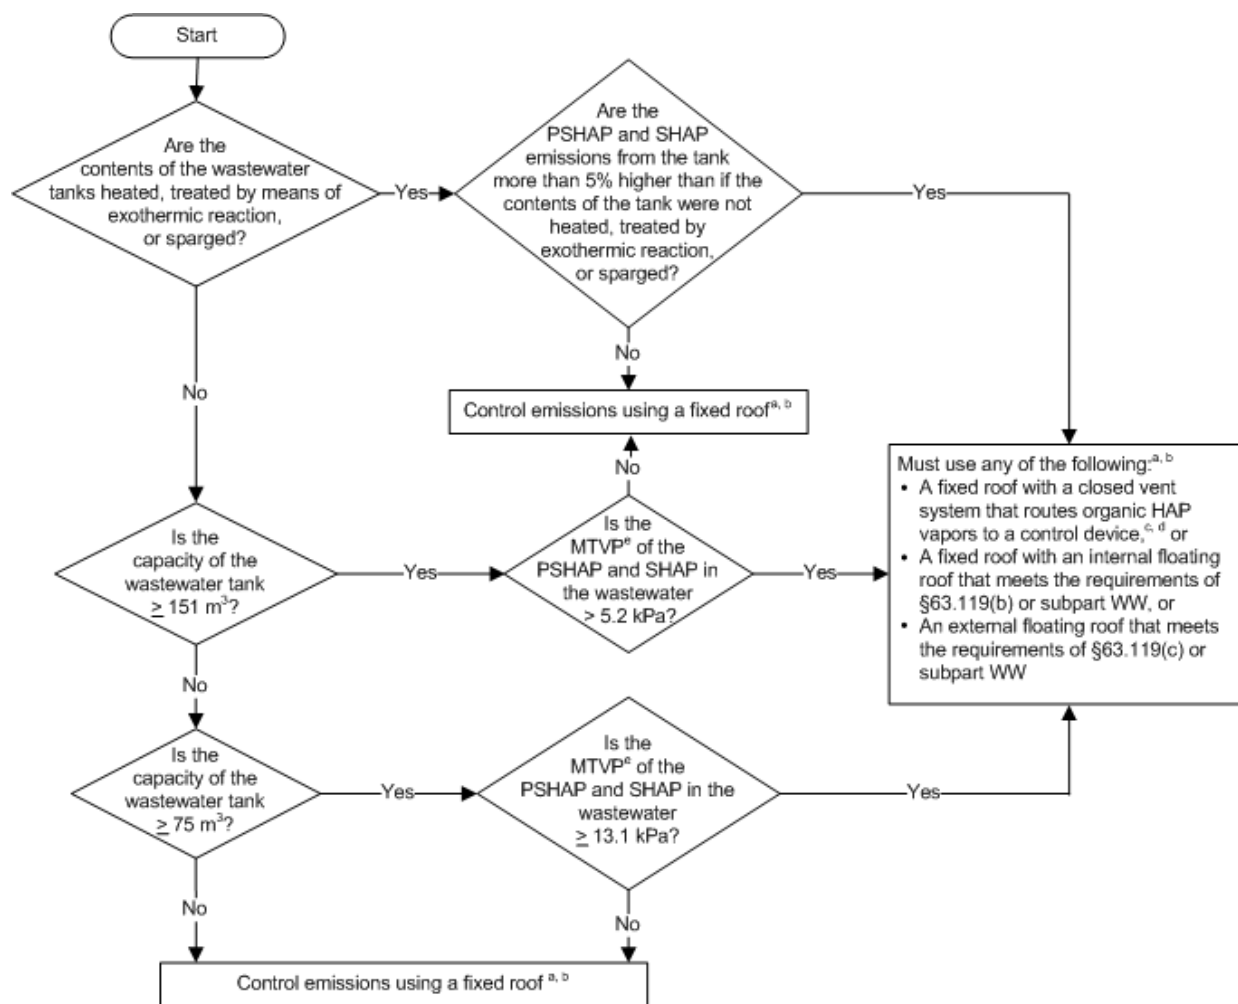 Start
Are the
contents of the wastewater
tanks heated, treated by means of
exothermic reaction,
or sparged?
Yes
Are the
PSHAP and SHAP
emissions from the tank
more than 5% higher than if the
contents of the tank were not
heated, treated by
exothermic reaction,
or sparged?
Yes
No
No
Control emissions using a fixed roof a, b
No
Must use any of the following: a, b
• A fixed roof with a closed vent
system that routes organic HAP
vapors to a control device, c, d or
• A fixed roof with an internal floating
roof that meets the requirements of
§63.119(b) or subpart WW, or
• An external floating roof that meets
the requirements of §63.119(c) or
subpart WW
Is the
capacity of the
wastewater tank
≥ 151 m³?
Yes
Is the
MTVP e of the
PSHAP and SHAP in
the wastewater
> 5.2 kPa?
Yes
No
Is the
capacity of the
wastewater tank
≥ 75 m³?
Yes
Is the
MTVP e of the
PSHAP and SHAP in the
wastewater
≥ 13.1 kPa?
Yes
No
No
Control emissions using a fixed roof a, b